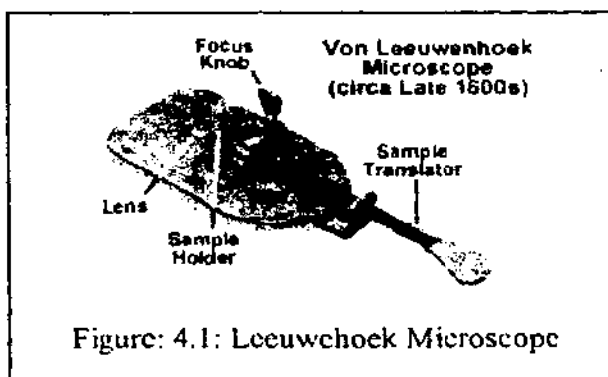 Focus
Knob
Von Leeuwenhoek
Microscope
(circa Late 1600s)
Sample
Translator
Lens
Sample
Holder
Figure: 4.1: Leeuwehoek Microscope